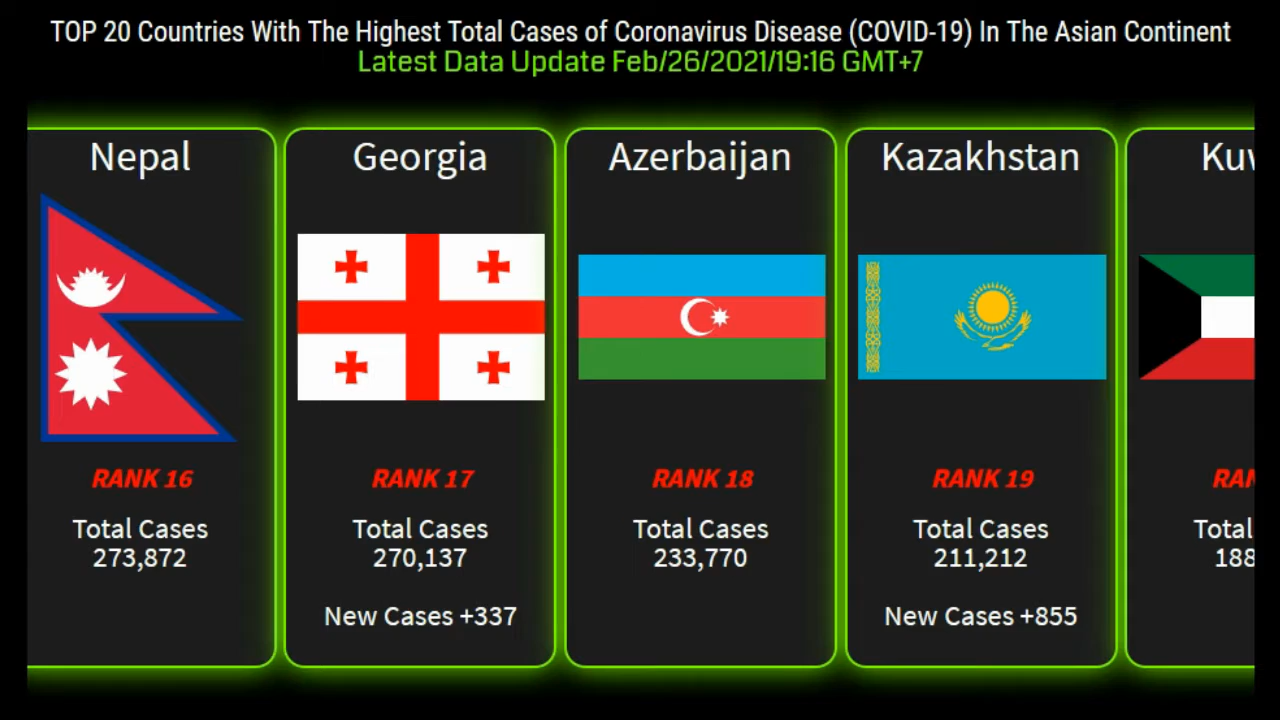 TOP 20 Countries With The Highest Total Cases of Coronavirus Disease (COVID-19) In The Asian Continent
Latest Data Update Feb/26/2021/19:16 GMT+7
Nepal
RANK 16
Total Cases
273,872
Georgia
RANK 17
Total Cases
270,137
New Cases +337
Azerbaijan
RANK 18
Total Cases
233,770
Kazakhstan
RANK 19
Total Cases
211,212
New Cases +855
Total
188